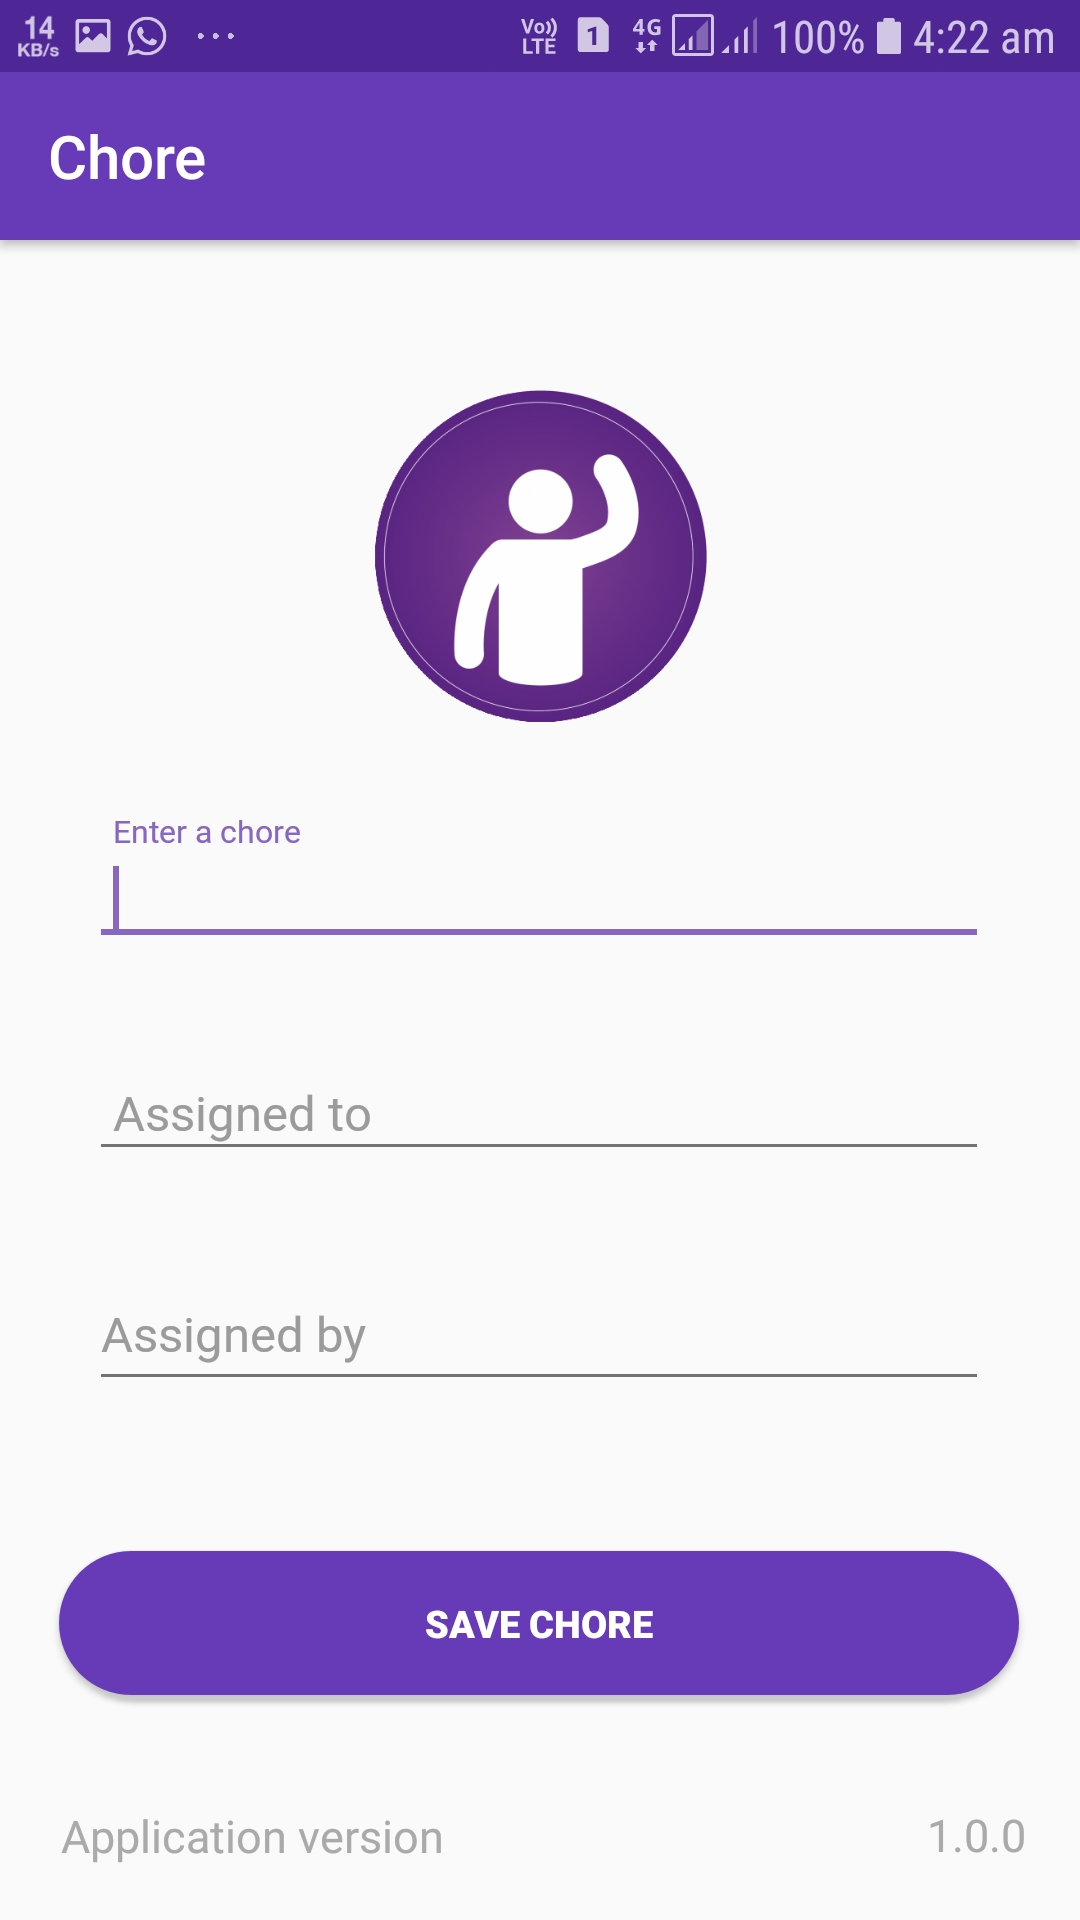 14 KB/s ... Vo)) LTE 1 4G 100% 4:22 am
Chore
Enter a chore
Assigned to
Assigned by
SAVE CHORE
Application version 1.0.0